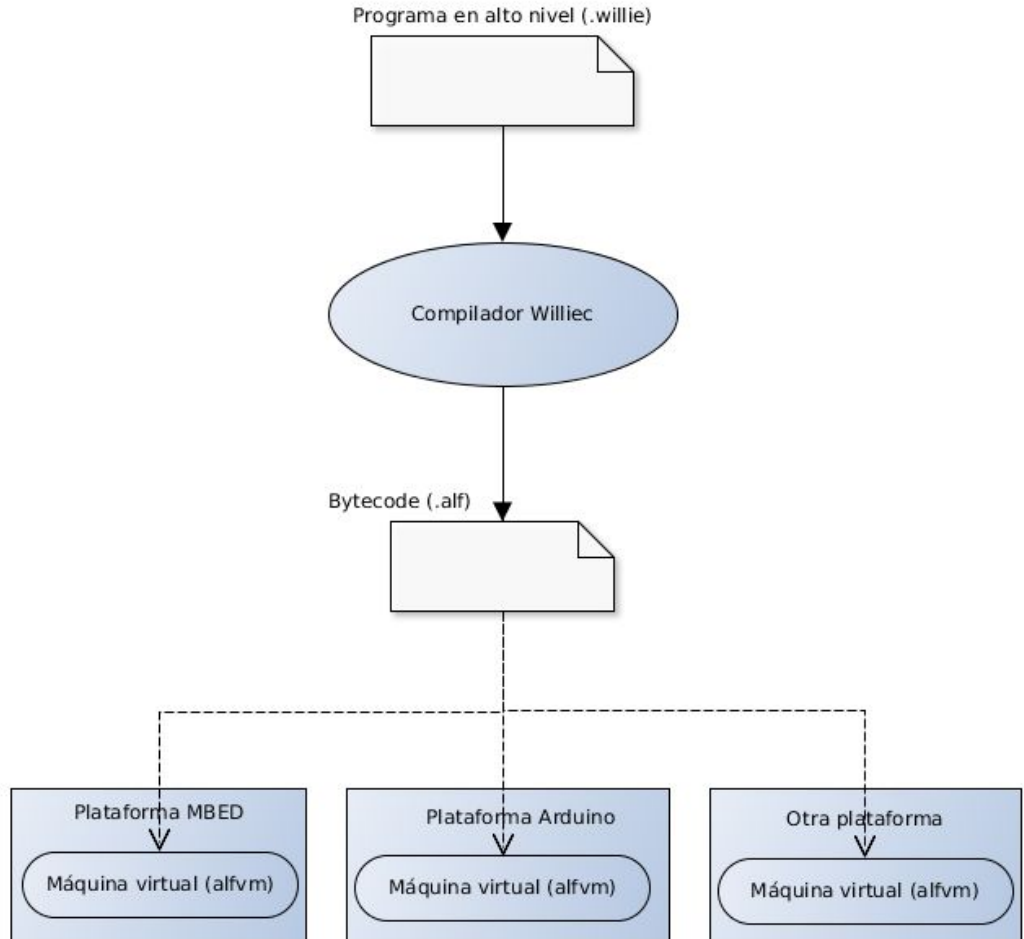 Programa en alto nivel (.willie)
Compilador Williec
Bytecode (.alf)
Plataforma MBED
Plataforma Arduino
Otra plataforma
Máquina virtual (alfvm)
Máquina virtual (alfvm)
Máquina virtual (alfvm)